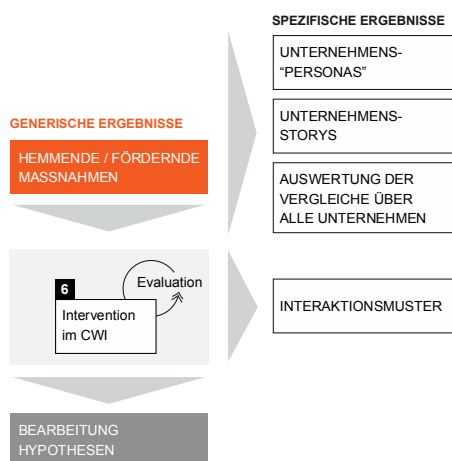 SPEZIFISCHE ERGEBNISSE
UNTERNEHMENS-
“PERSONAS”
UNTERNEHMENS-
STORYS
AUSWERTUNG DER
VERGLEICHE ÜBER
ALLE UNTERNEHMEN
GENERISCHE ERGEBNISSE
HEMMENDE / FÖRDERNDE
MASSNAHMEN
Evaluation
6
Intervention
im CWI
INTERAKTIONSMUSTER
BEARBEITUNG
HYPOTHESEN